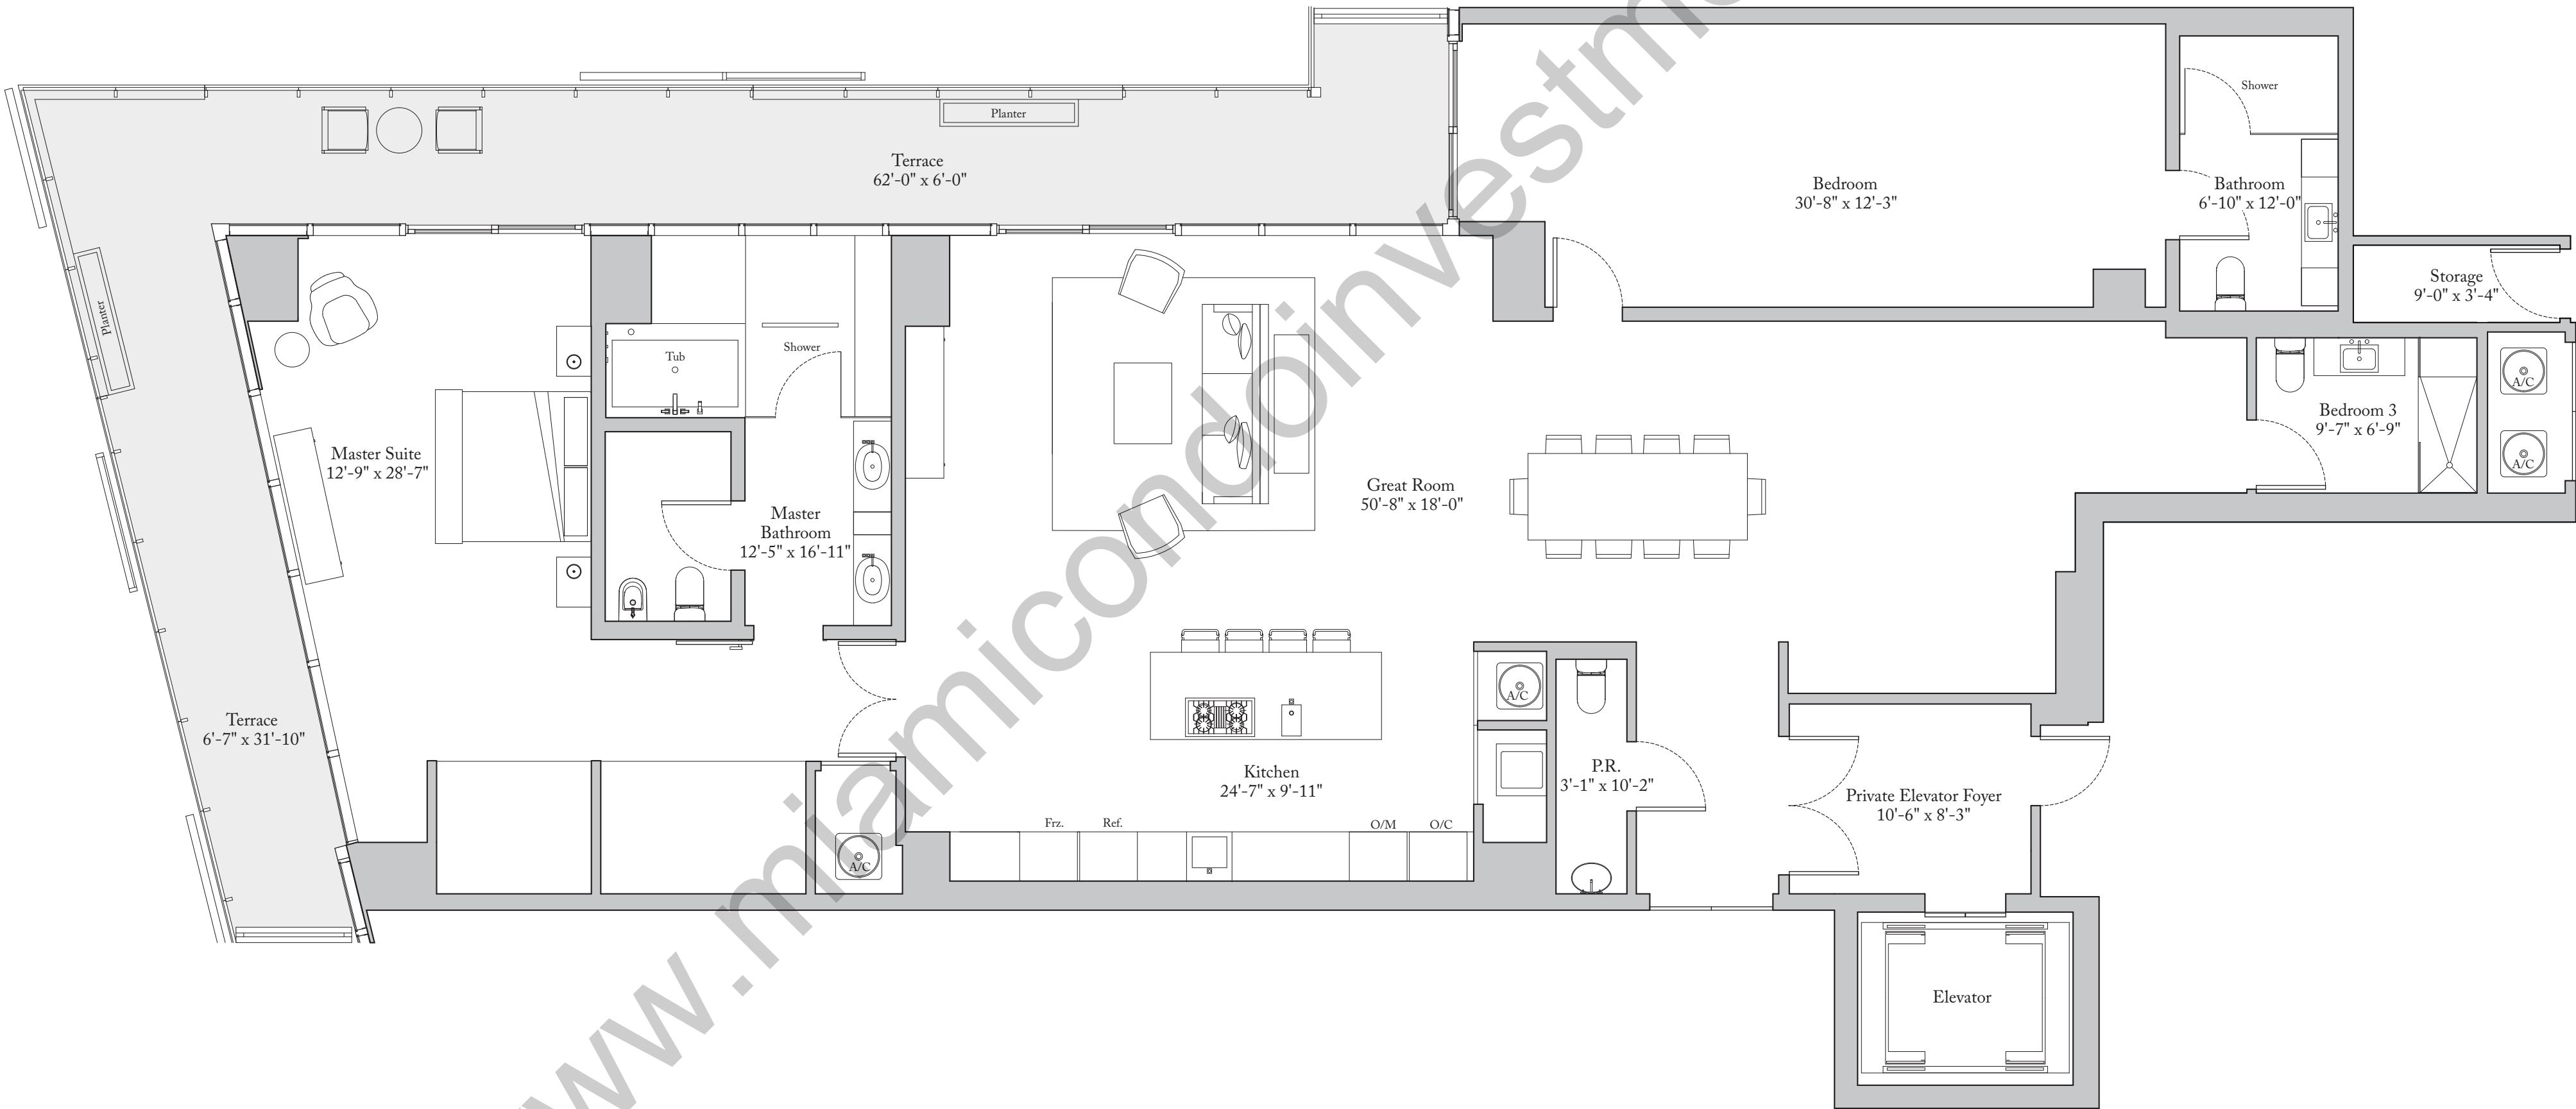 Shower
Planter
Terrace
62'-0" x 6'-0"
Bedroom
30'-8" x 12'-3"
Bathroom
6'-10" x 12'-0"
Storage
9'-0" x 3'-4"
Planter
Tub
Shower
A/C
Bedroom 3
9'-7" x 6'-9"
A/C
Master Suite
12'-9" x 28'-7"
Great Room
50'-8" x 18'-0"
Master
Bathroom
12'-5" x 16'-11"
A/C
Terrace
6'-7" x 31'-10"
Kitchen
24'-7" x 9'-11"
P.R.
3'-1" x 10'-2"
Private Elevator Foyer
10'-6" x 8'-3"
Frz.
Ref.
O/M
O/C
A/C
Elevator
www.miamicondoinvestme